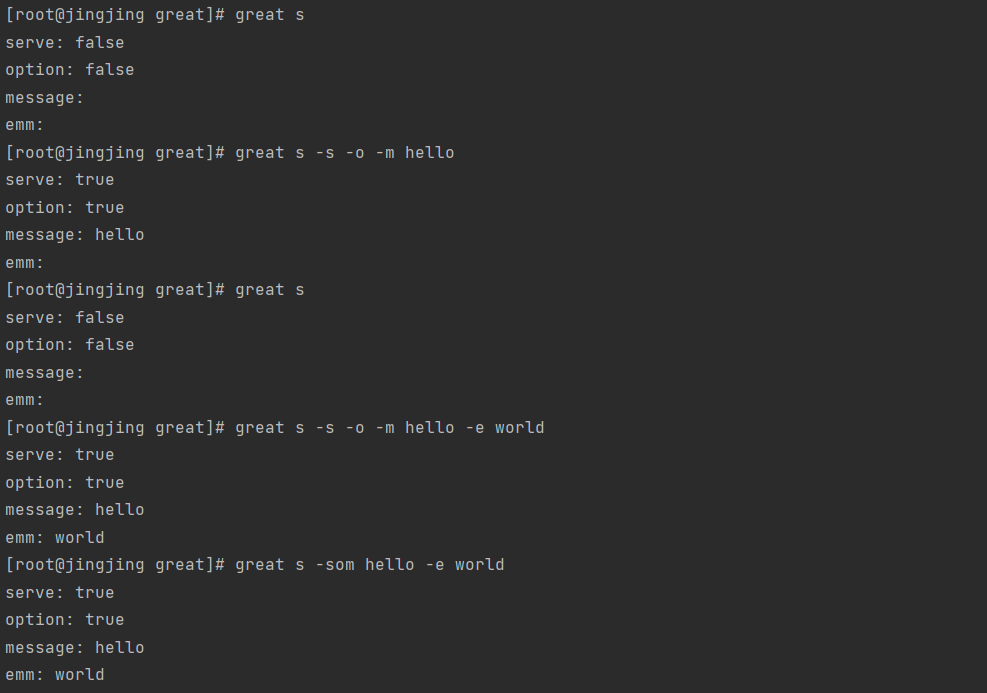 [root@jingjing great]# great s
serve: false
option: false
message:
emm:
[root@jingjing great]# great s -s -o -m hello
serve: true
option: true
message: hello
emm:
[root@jingjing great]# great s
serve: false
option: false
message:
emm:
[root@jingjing great]# great s -s -o -m hello -e world
serve: true
option: true
message: hello
emm: world
[root@jingjing great]# great s -som hello -e world
serve: true
option: true
message: hello
emm: world